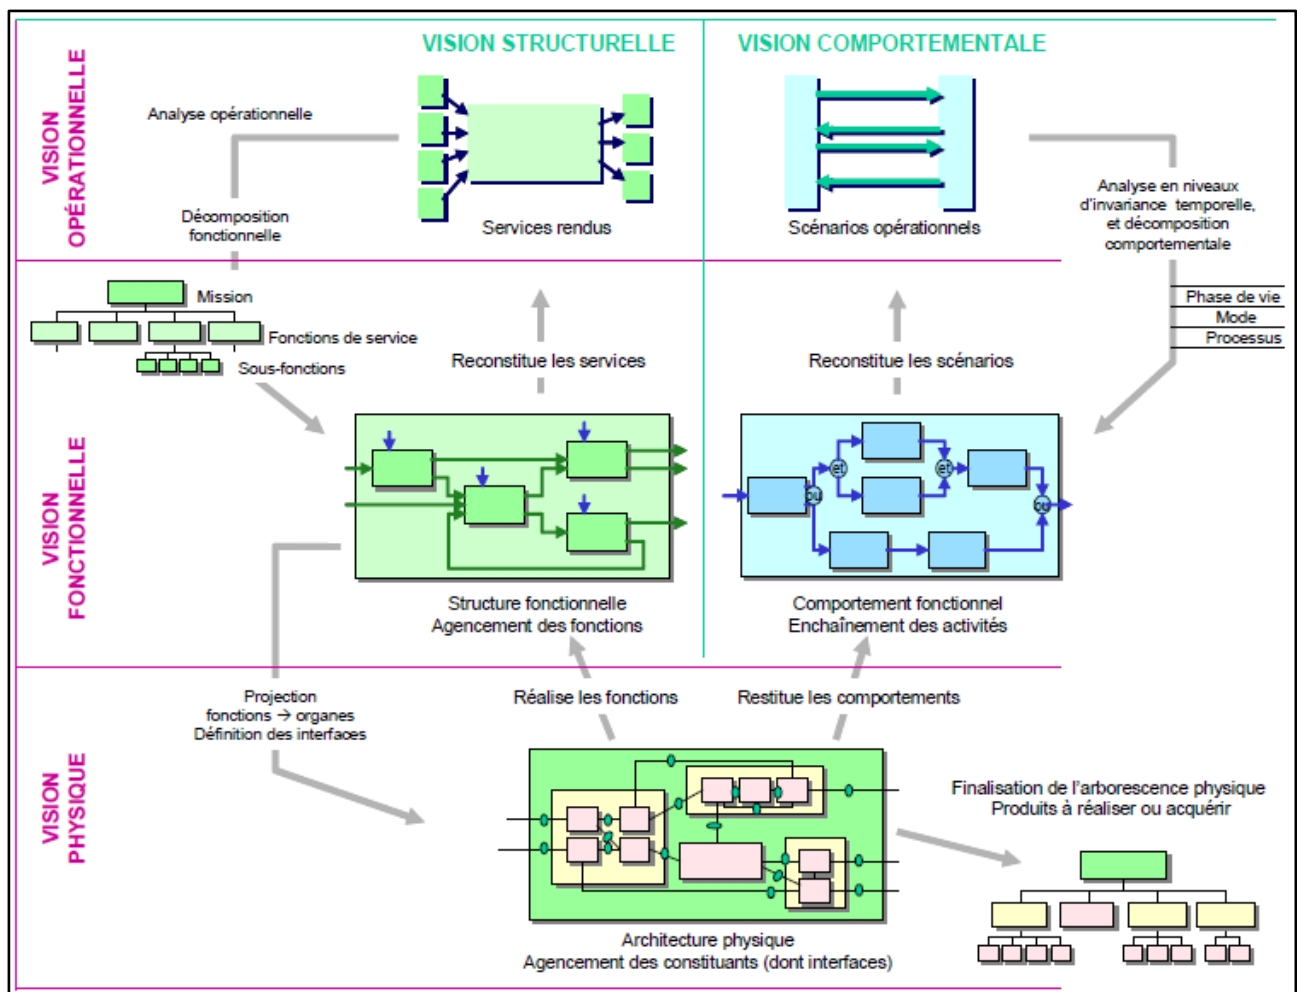 VISION STRUCTURELLE
VISION COMPORTEMENTALE
VISION
OPÉRATIONNELLE
Analyse opérationnelle
Décomposition
fonctionnelle
Services rendus
Scénarios opérationnels
Analyse en niveaux
d'invariance temporelle,
et décomposition
comportementale
Phase de vie
Mode
Processus
VISION
FONCTIONNELLE
Mission
Fonctions de service
Sous-fonctions
Reconstitue les services
Reconstitue les scénarios
et
et
ou
ou
Structure fonctionnelle
Agencement des fonctions
Comportement fonctionnel
Enchaînement des activités
VISION
PHYSIQUE
Projection
fonctions → organes
Définition des interfaces
Réalise les fonctions
Restitue les comportements
Finalisation de l'arborescence physique
Produits à réaliser ou acquérir
Architecture physique
Agencement des constituants (dont interfaces)